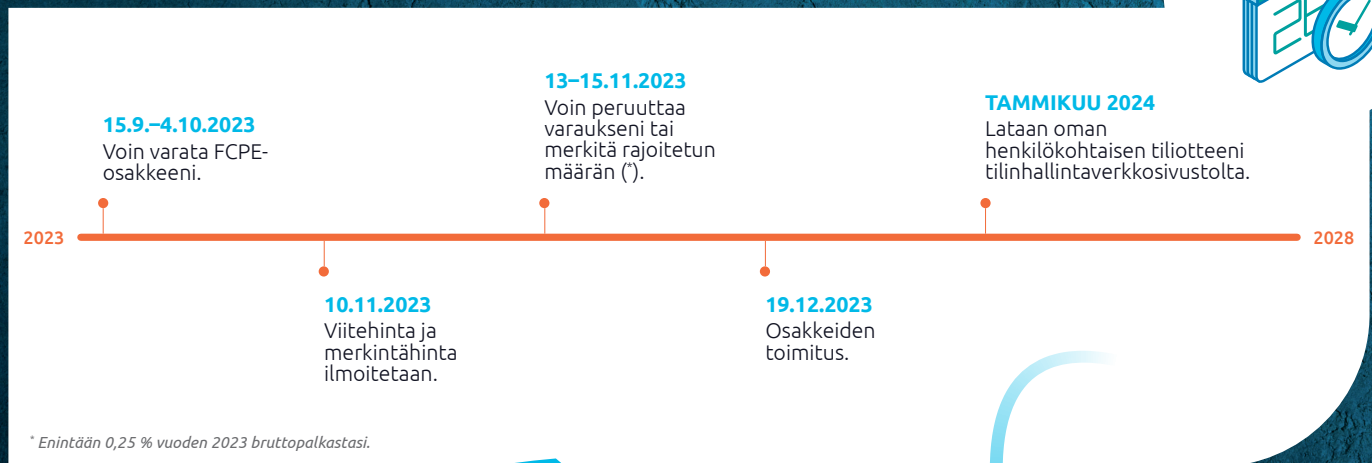 15.9.–4.10.2023
Voin varata FCPE-
osakkeeni.
13–15.11.2023
Voin peruuttaa
varaukseni tai
merkitä rajoitetun
määrän (*).
TAMMIKUU 2024
Lataan oman
henkilökohtaisen tiliotteeni
tilinhallintaverkkosivustolta.
2023
2028
10.11.2023
Viitehinta ja
merkintähinta
ilmoitetaan.
19.12.2023
Osakkeiden
toimitus.
* Enintään 0,25 % vuoden 2023 bruttopalkastasi.